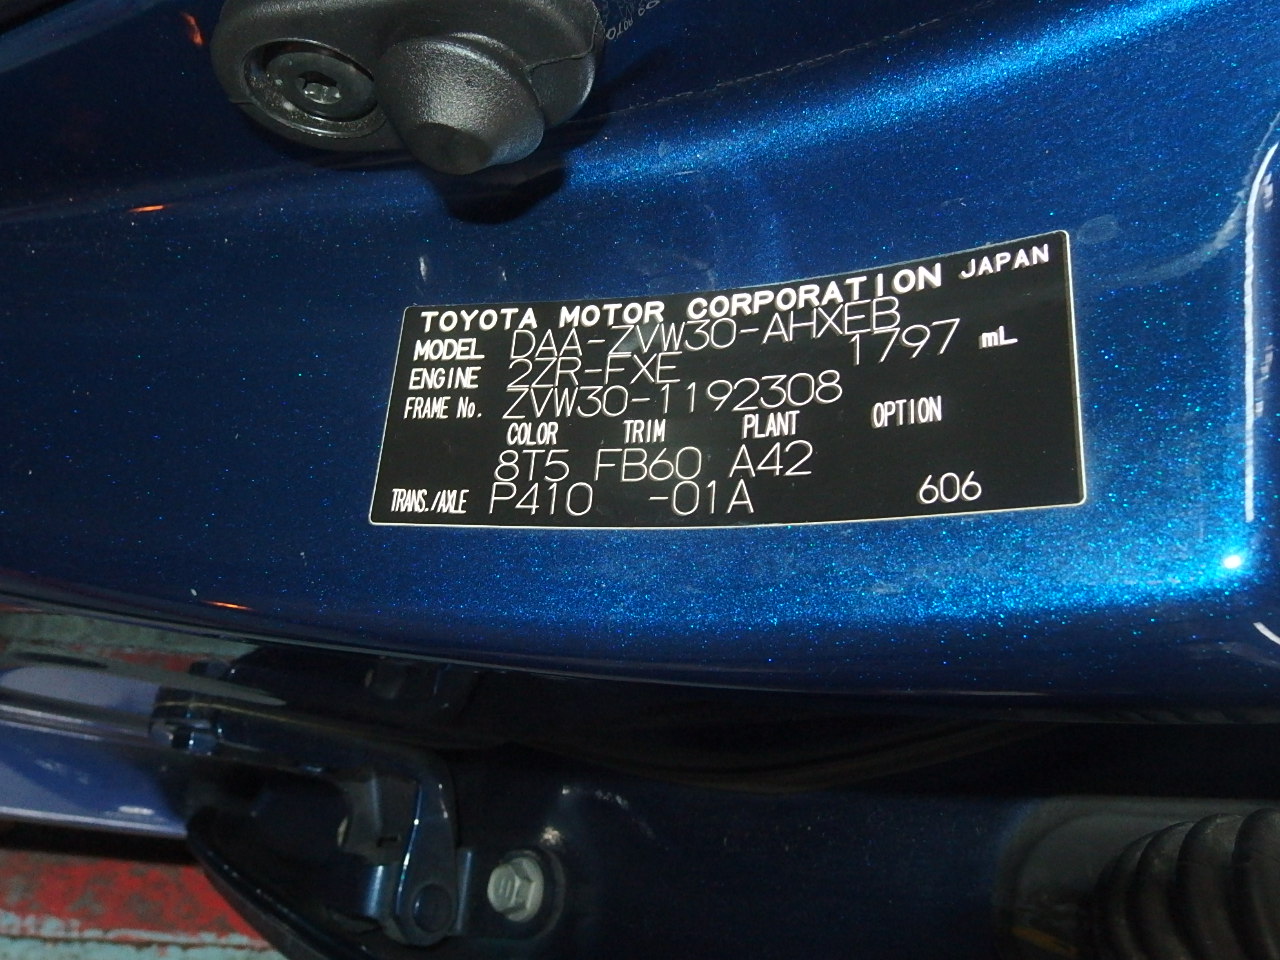 TOYOTA MOTOR CORPORATION JAPAN
MODEL DAA-ZVW30-AHXEB
ENGINE 2ZR-FXE 1797 mL
FRAME No. ZVW30-1192308
COLOR TRIM PLANT OPTION
8T5 FB60 A42
TRANS./AXLE P410 -01A 606